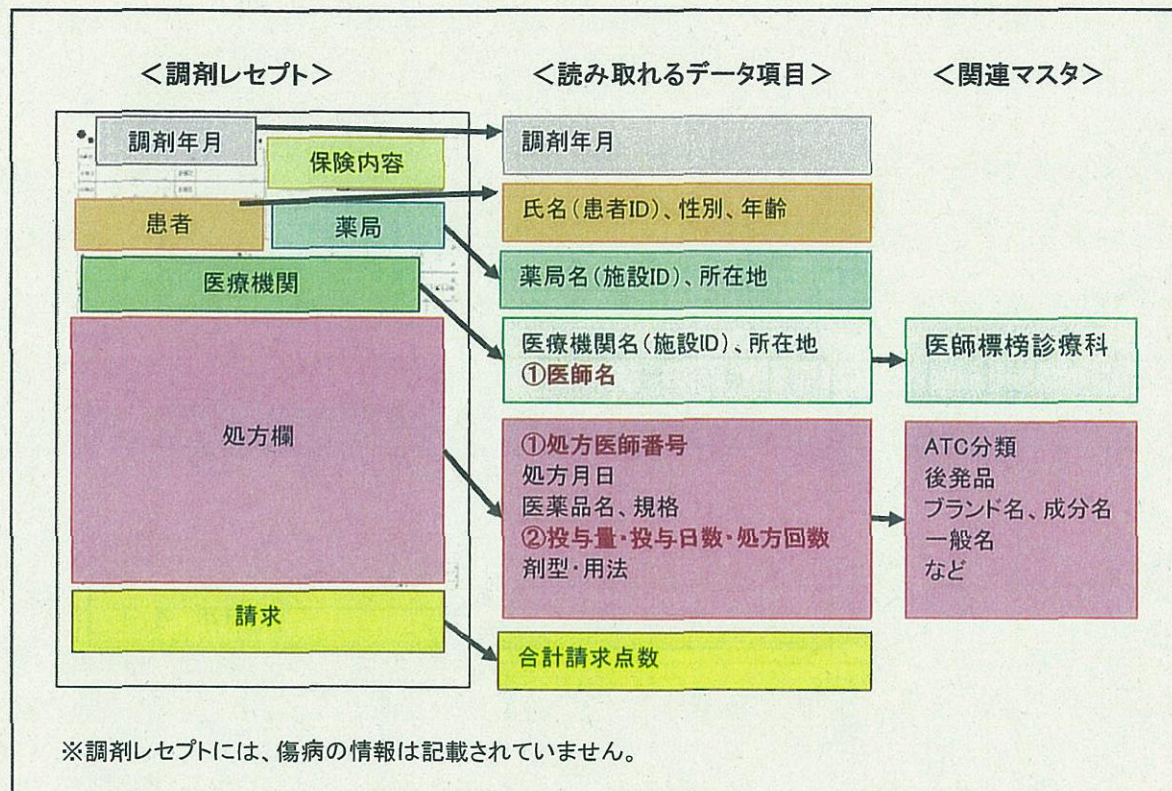 ＜調剤レセプト＞
＜読み取れるデータ項目＞
＜関連マスタ＞
調剤年月
保険内容
患者
薬局
医療機関
処方欄
請求
調剤年月
氏名（患者ID）、性別、年齢
薬局名（施設ID）、所在地
医療機関名（施設ID）、所在地
①医師名
①処方医師番号
処方月日
医薬品名、規格
②投与量・投与日数・処方回数
剤型・用法
合計請求点数
医師標榜診療科
ATC分類
後発品
ブランド名、成分名
一般名
など
※調剤レセプトには、傷病の情報は記載されていません。